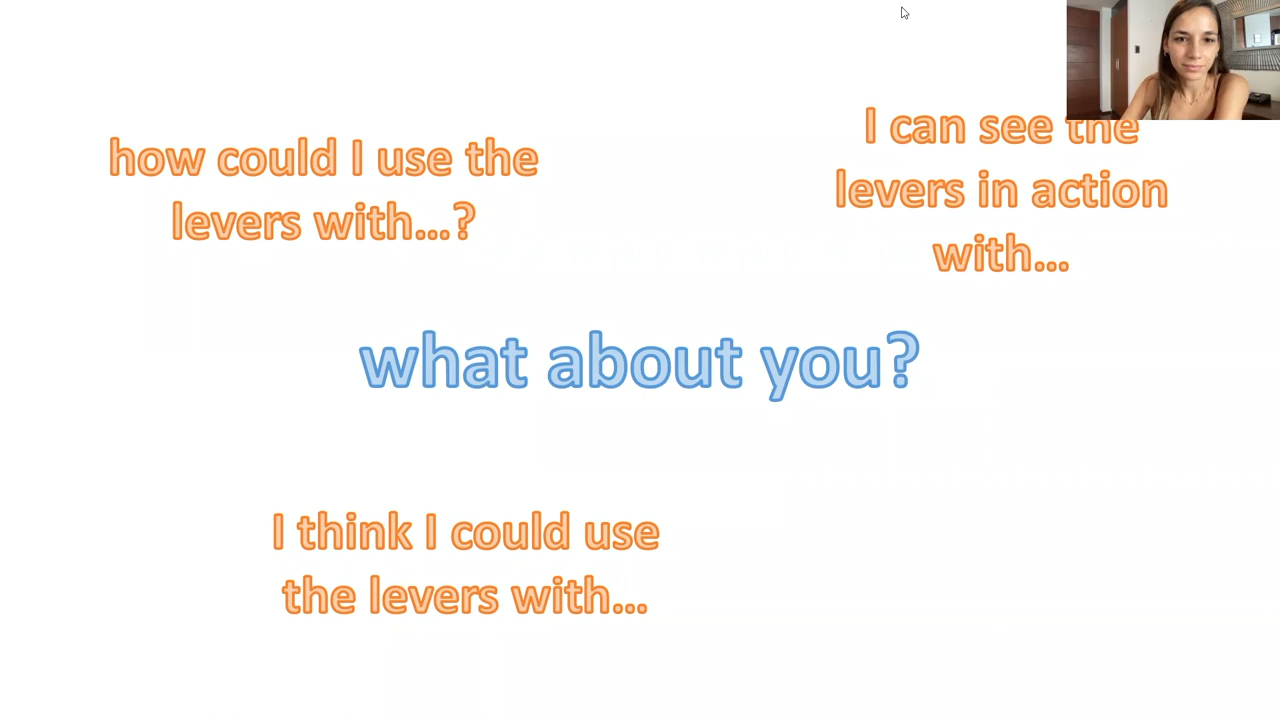 how could I use the
levers with...?
I can see the
levers in action
with...
what about you?
I think I could use
the levers with...